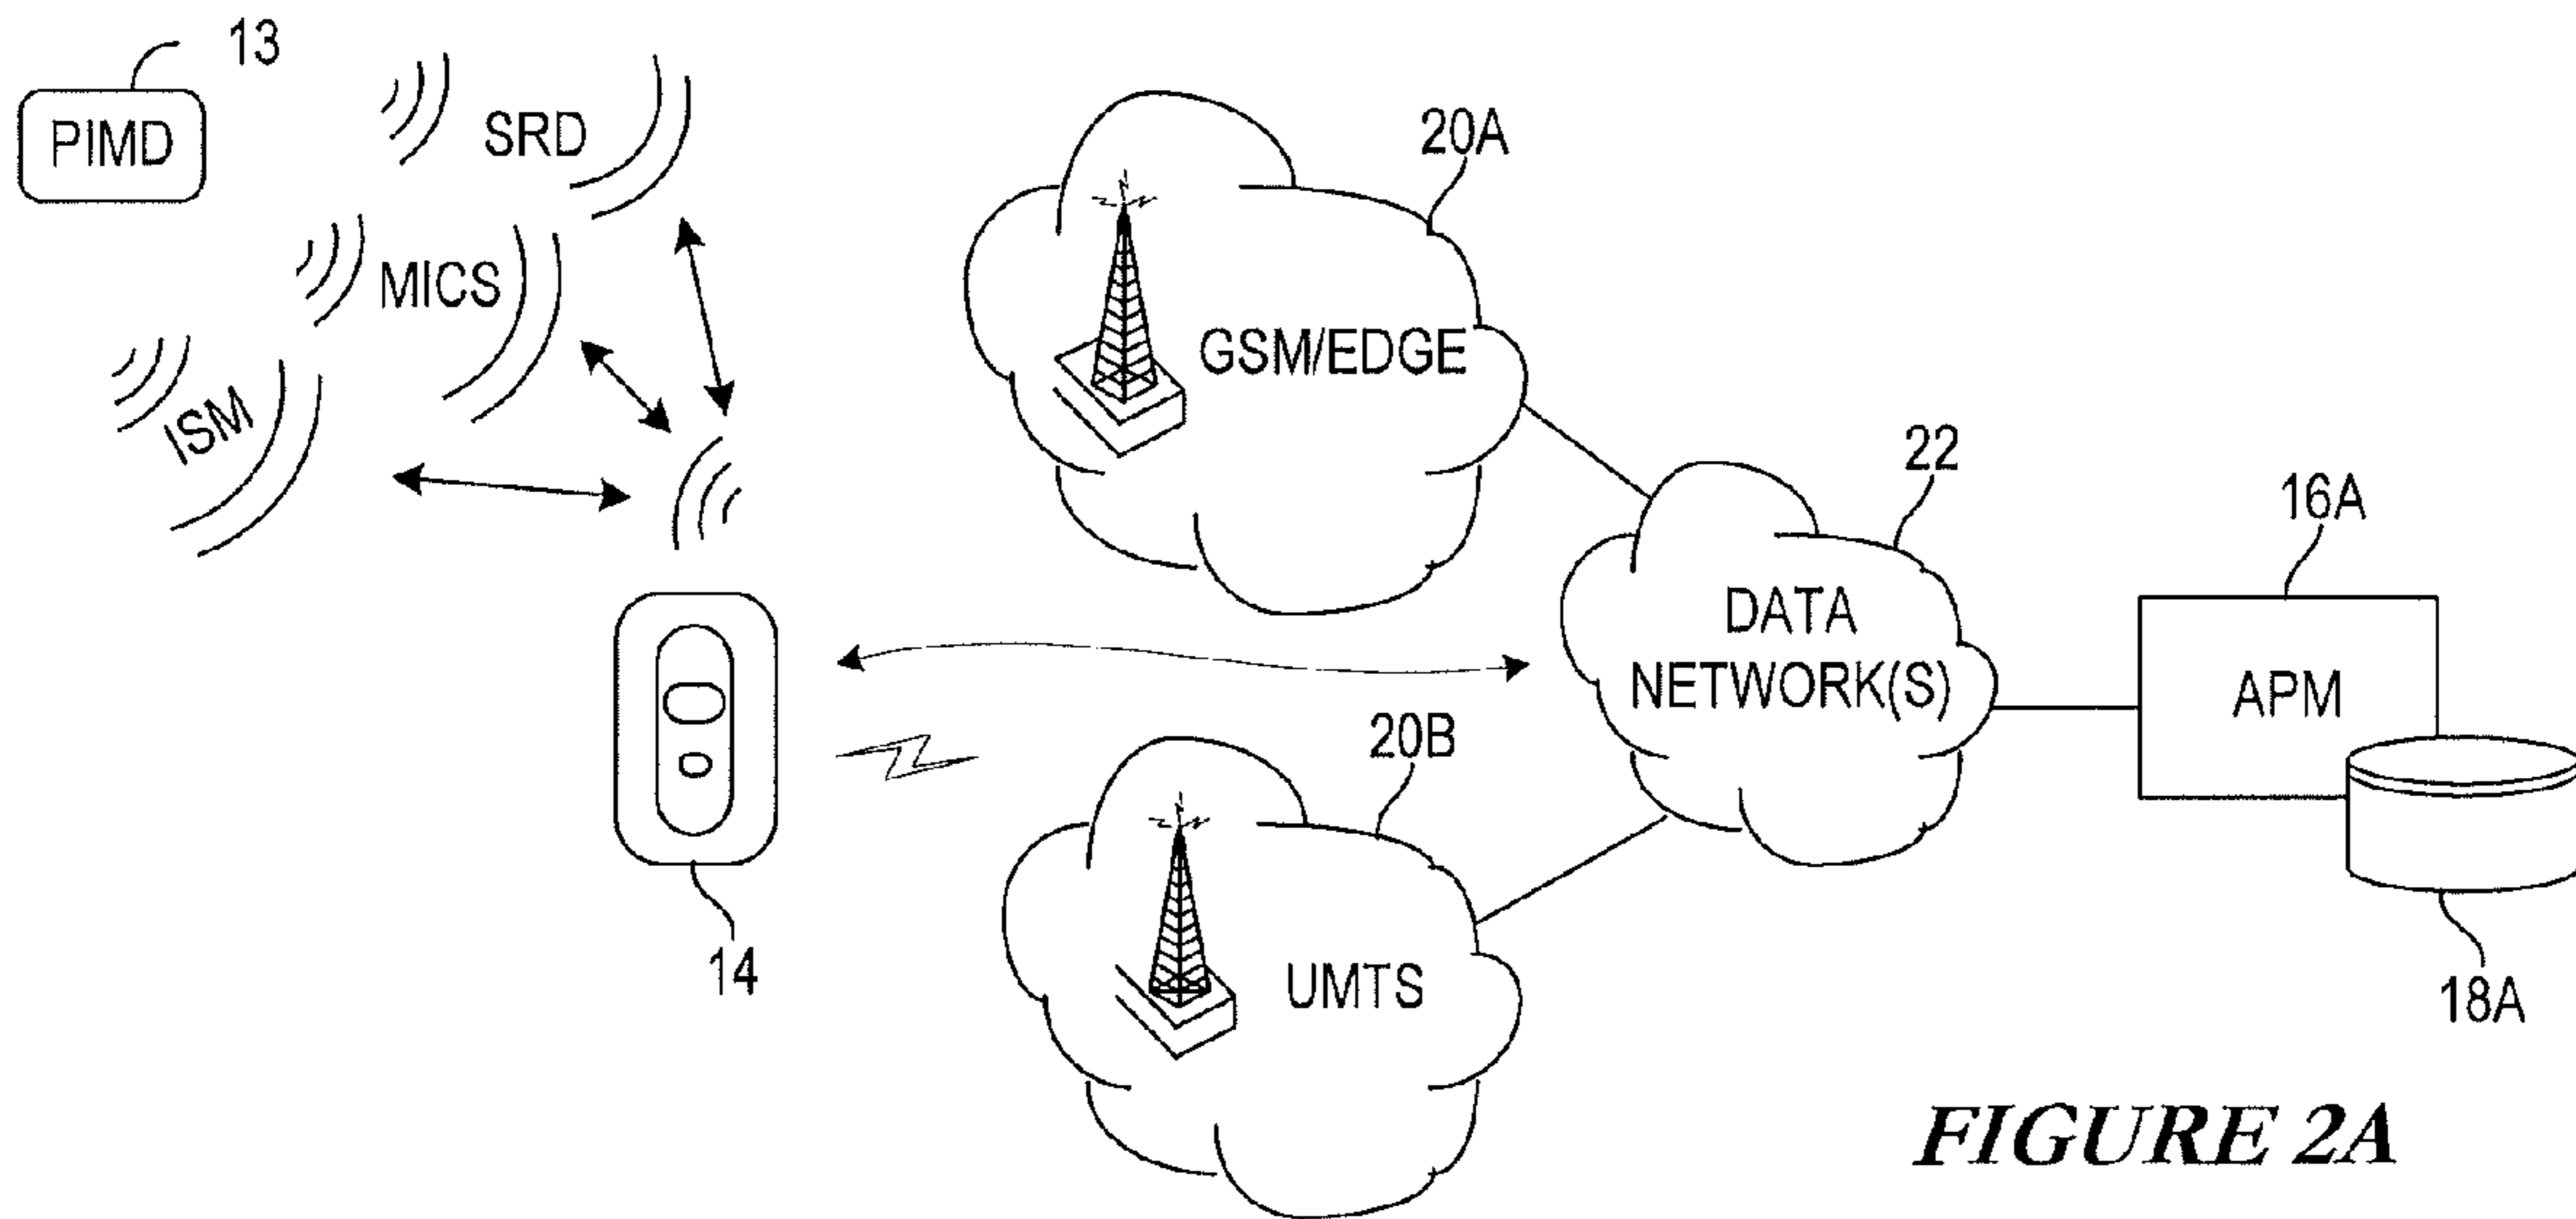 13
PIMD
SRD
MICS
ISM
20A
GSM/EDGE
22
DATA
NETWORK(S)
16A
APM
20B
UMTS
14
18A
FIGURE 2A